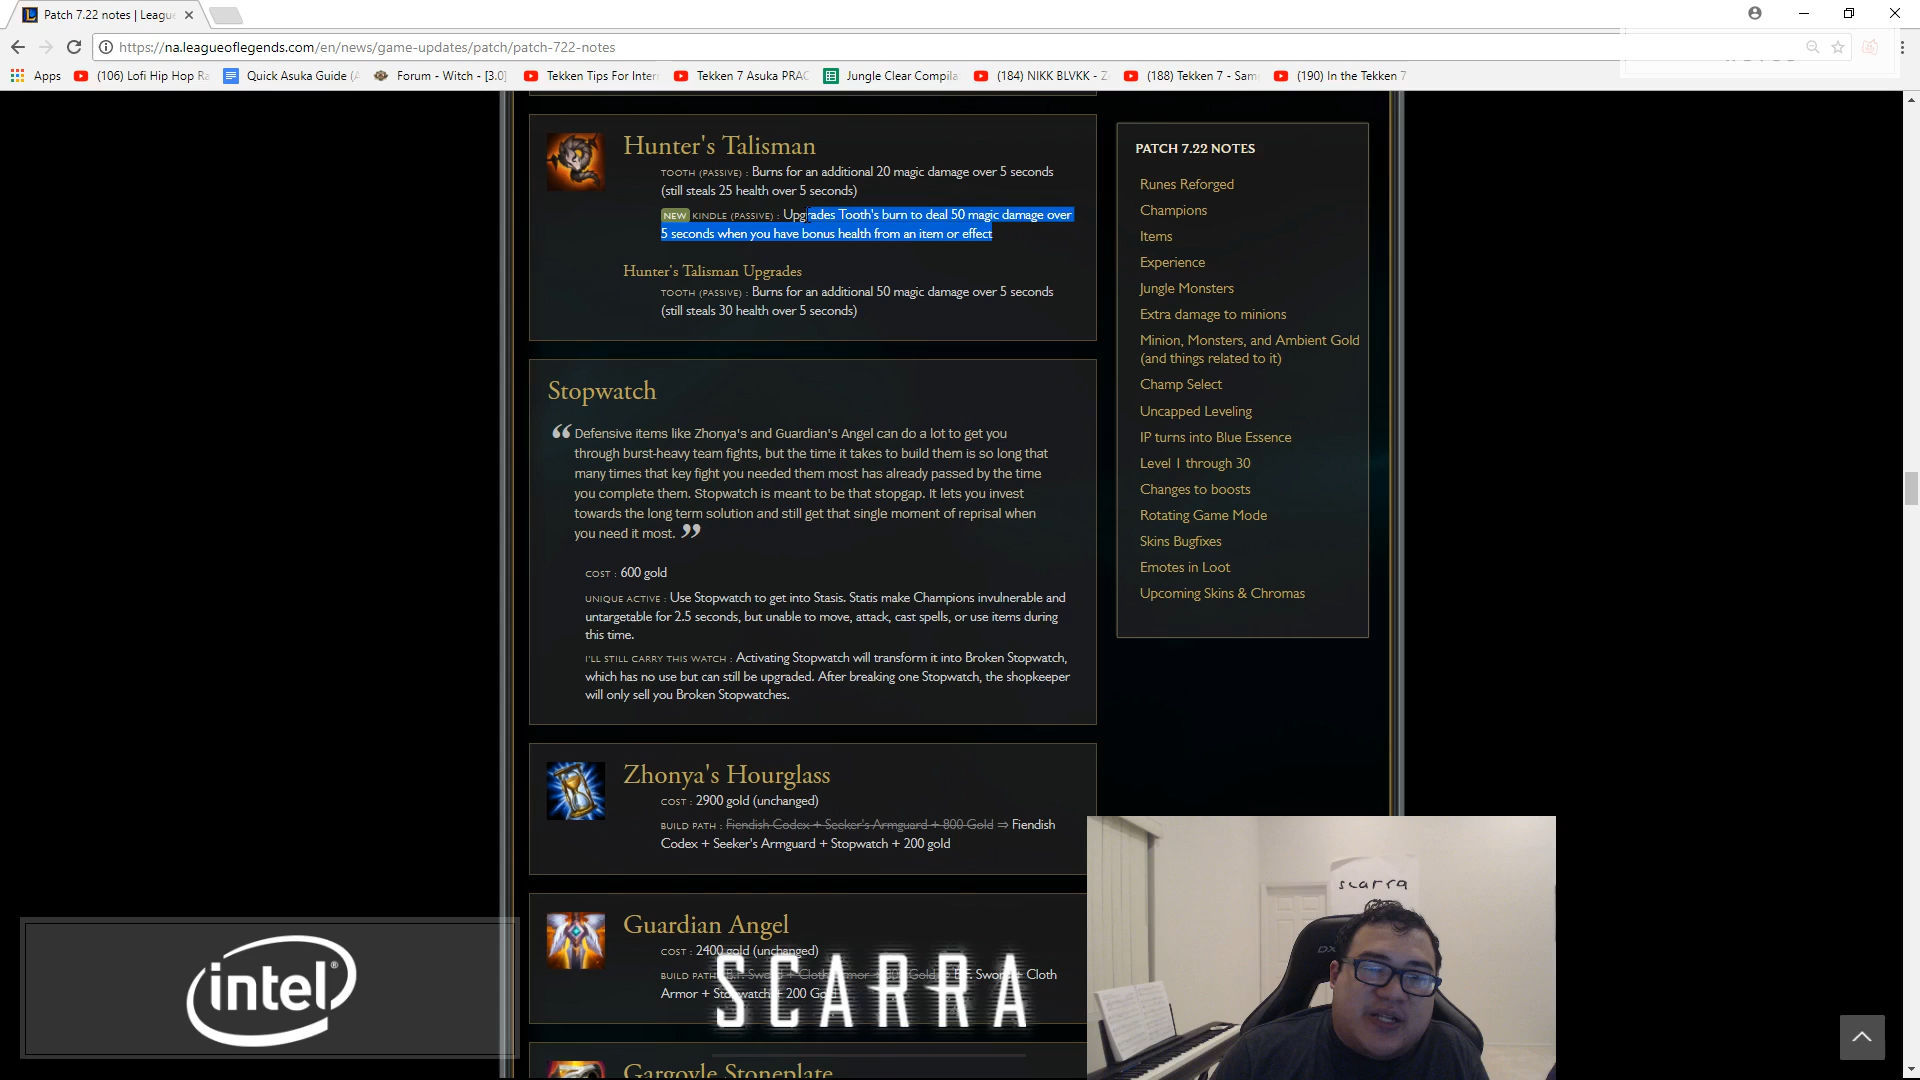 Patch 7.22 notes | Leagu
https://na.leagueoflegends.com/en/news/game-updates/patch/patch-722-notes
Apps (106) Lofi Hip Hop Ra Quick Asuka Guide (A Forum - Witch - [3.0] Tekken Tips For Inter Tekken 7 Asuka PRAC Jungle Clear Compila (184) NIKK BLVKK - Z (188) Tekken 7 - Sam (190) In the Tekken 7
Hunter's Talisman
TOOTH (PASSIVE) : Burns for an additional 20 magic damage over 5 seconds
(still steals 25 health over 5 seconds)
NEW KINDLE (PASSIVE) : Upgrades Tooth's burn to deal 50 magic damage over
5 seconds when you have bonus health from an item or effect
Hunter's Talisman Upgrades
TOOTH (PASSIVE) : Burns for an additional 50 magic damage over 5 seconds
(still steals 30 health over 5 seconds)
Stopwatch
“ Defensive items like Zhonya's and Guardian's Angel can do a lot to get you
through burst-heavy team fights, but the time it takes to build them is so long that
many times that key fight you needed them most has already passed by the time
you complete them. Stopwatch is meant to be that stopgap. It lets you invest
towards the long term solution and still get that single moment of reprisal when
you need it most. ”
COST : 600 gold
UNIQUE ACTIVE : Use Stopwatch to get into Stasis. Statis make Champions invulnerable and
untargetable for 2.5 seconds, but unable to move, attack, cast spells, or use items during
this time.
I'LL STILL CARRY THIS WATCH : Activating Stopwatch will transform it into Broken Stopwatch,
which has no use but can still be upgraded. After breaking one Stopwatch, the shopkeeper
will only sell you Broken Stopwatches.
Zhonya's Hourglass
COST : 2900 gold (unchanged)
BUILD PATH : Fiendish Codex + Seeker's Armguard + 800 Gold ⇒ Fiendish
Codex + Seeker's Armguard + Stopwatch + 200 gold
Guardian Angel
COST : 2400 gold (unchanged)
BUILD PATH : B.F. Sword + Cloth Armor + Gold B.F. Sword + Cloth
Armor + Stopwatch + 200 Gold
Gargoyle Stoneplate
PATCH 7.22 NOTES
Runes Reforged
Champions
Items
Experience
Jungle Monsters
Extra damage to minions
Minion, Monsters, and Ambient Gold
(and things related to it)
Champ Select
Uncapped Leveling
IP turns into Blue Essence
Level 1 through 30
Changes to boosts
Rotating Game Mode
Skins Bugfixes
Emotes in Loot
Upcoming Skins & Chromas
intel®
SCARRA
scarra
DX